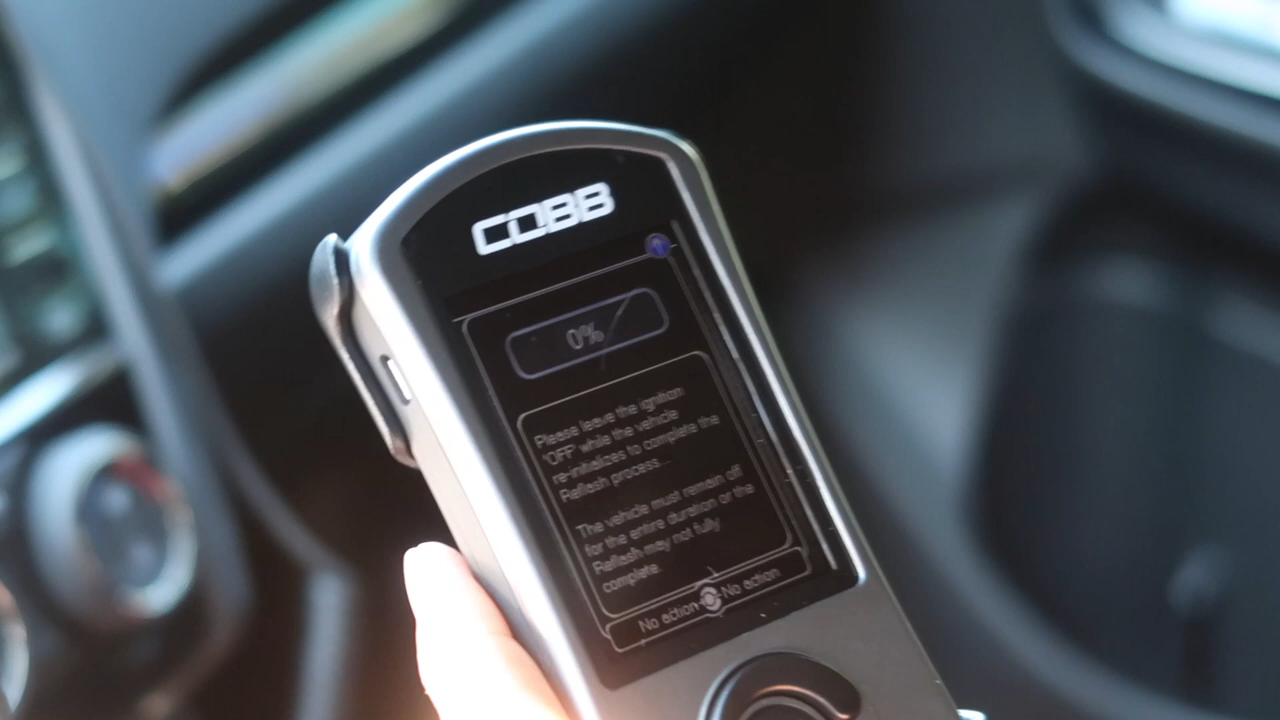 COBB
0%
Please leave the ignition
'OFF' while the vehicle
re-initializes to complete the
Reflash process...
The vehicle must remain off
for the entire duration or the
Reflash may not fully
complete.
No action
No action